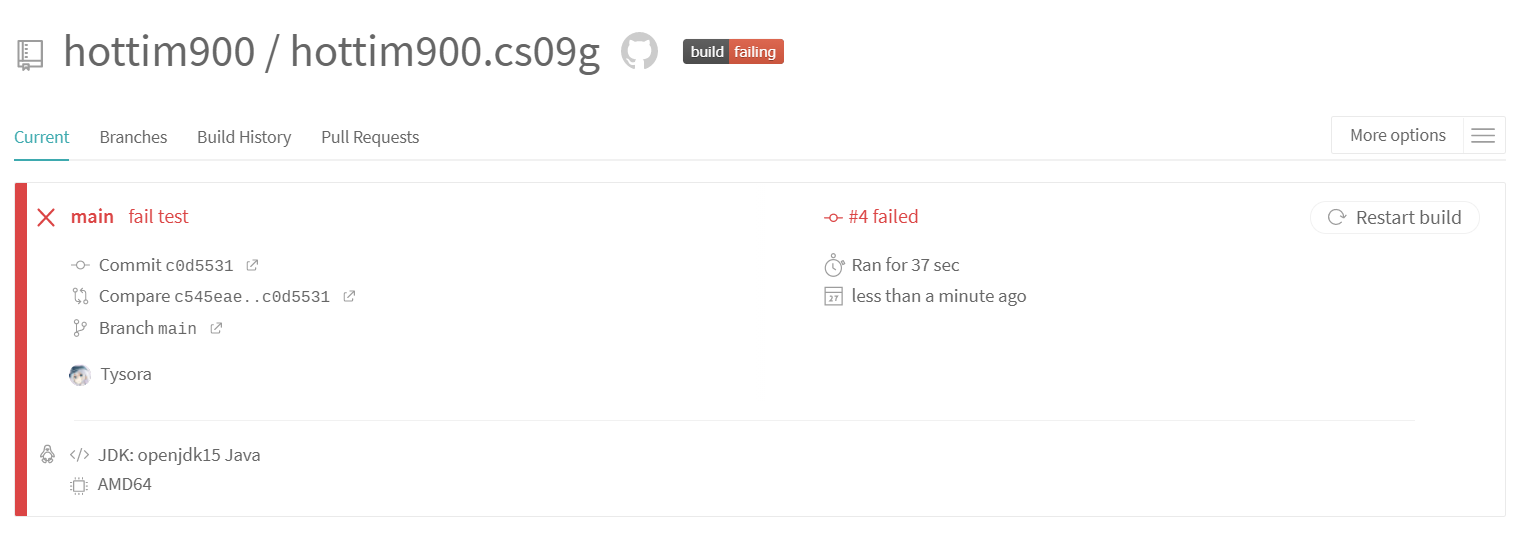 hottim900 / hottim900.cs09g build failing
Current Branches Build History Pull Requests More options
main fail test #4 failed Restart build
Commit c0d5531 Ran for 37 sec
Compare c545eae..c0d5531 less than a minute ago
27
Branch main
Tysora
</> JDK: openjdk15 Java
AMD64